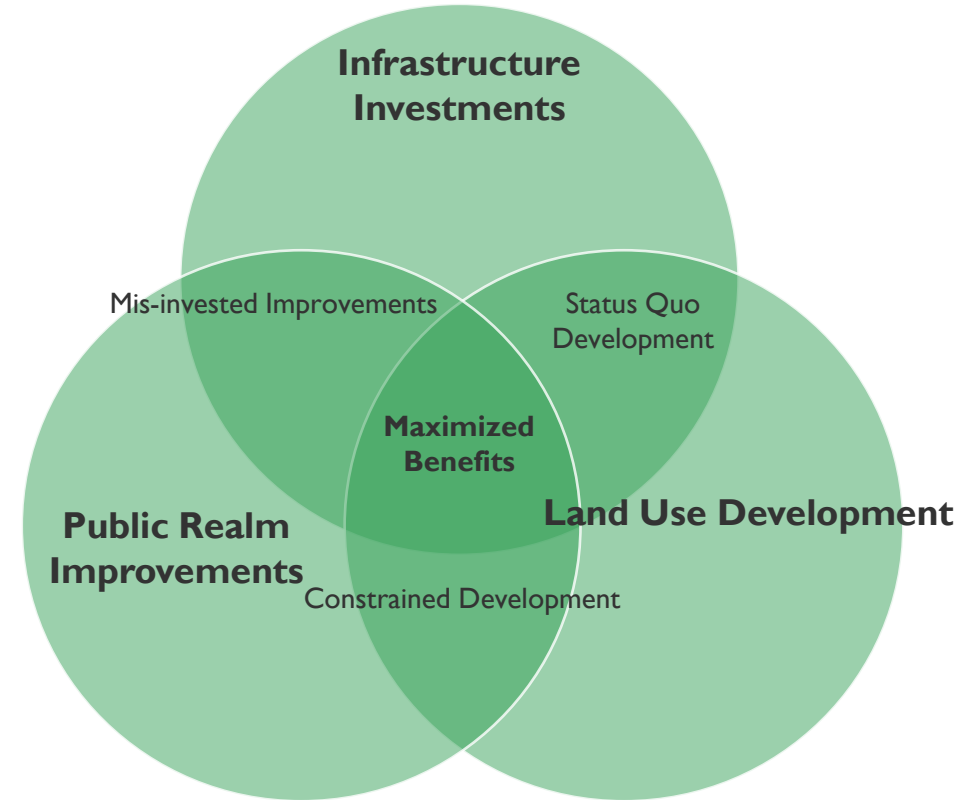 Infrastructure
Investments
Mis-invested Improvements
Status Quo
Development
Maximized
Benefits
Public Realm
Improvements
Land Use Development
Constrained Development